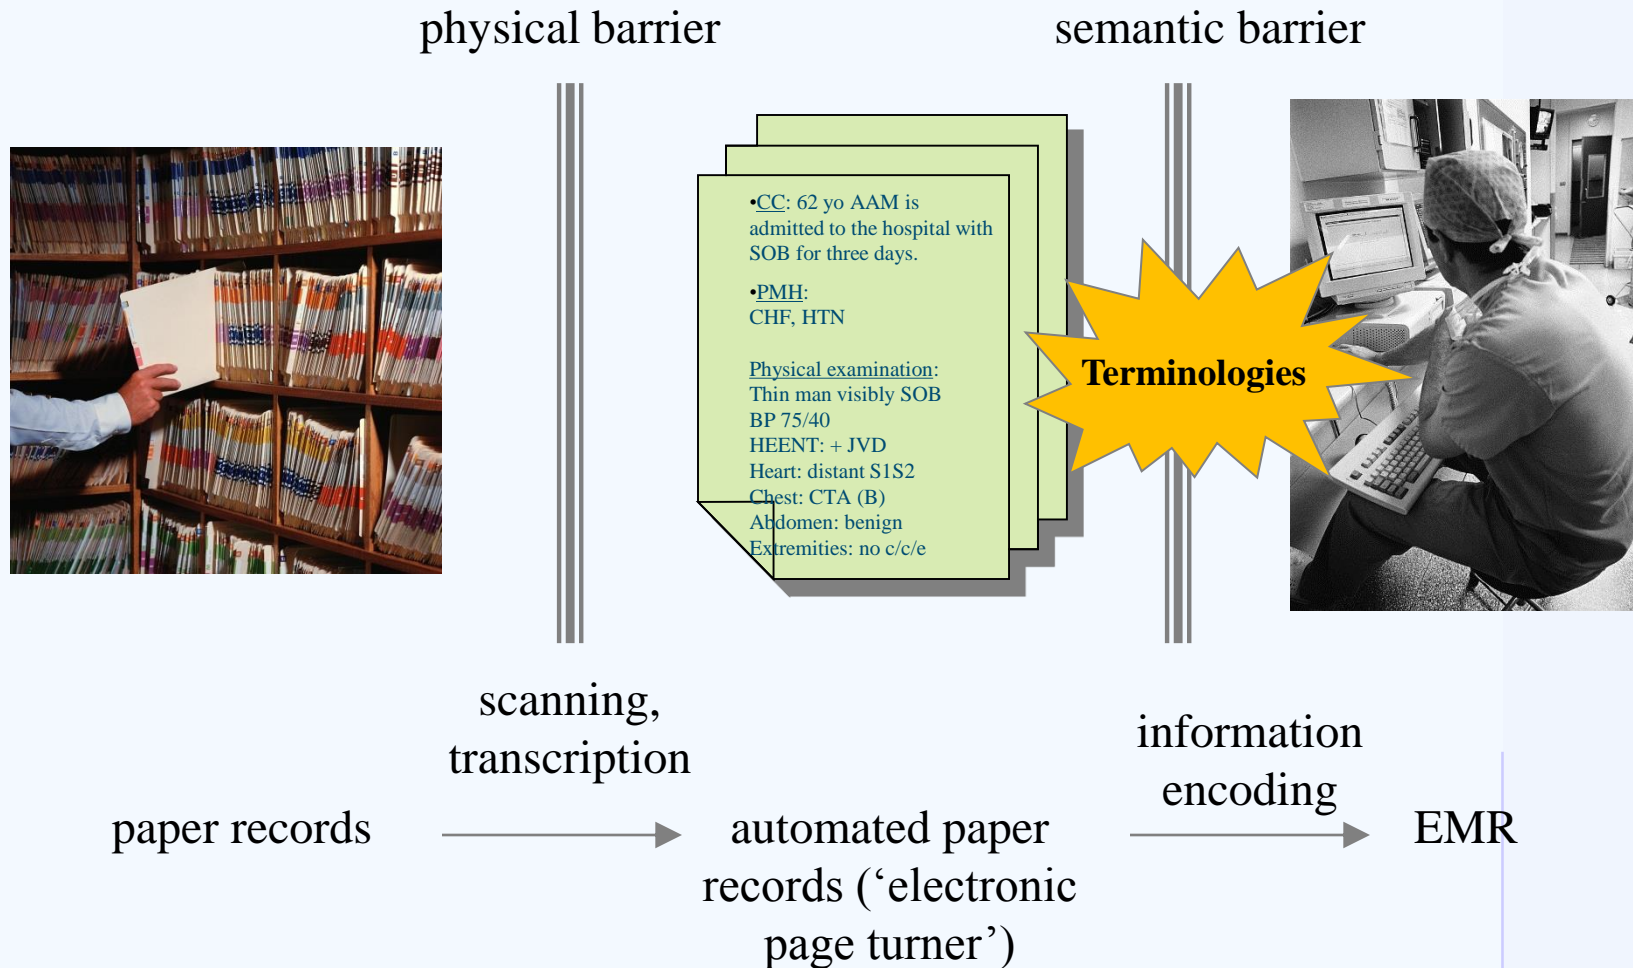 physical barrier
semantic barrier
•CC: 62 yo AAM is
admitted to the hospital with
SOB for three days.
•PMH:
CHF, HTN
Physical examination:
Thin man visibly SOB
BP 75/40
HEENT: + JVD
Heart: distant S1S2
Chest: CTA (B)
Abdomen: benign
Extremities: no c/c/e
Terminologies
scanning,
transcription
information
encoding
paper records
automated paper
records (‘electronic
page turner’)
EMR